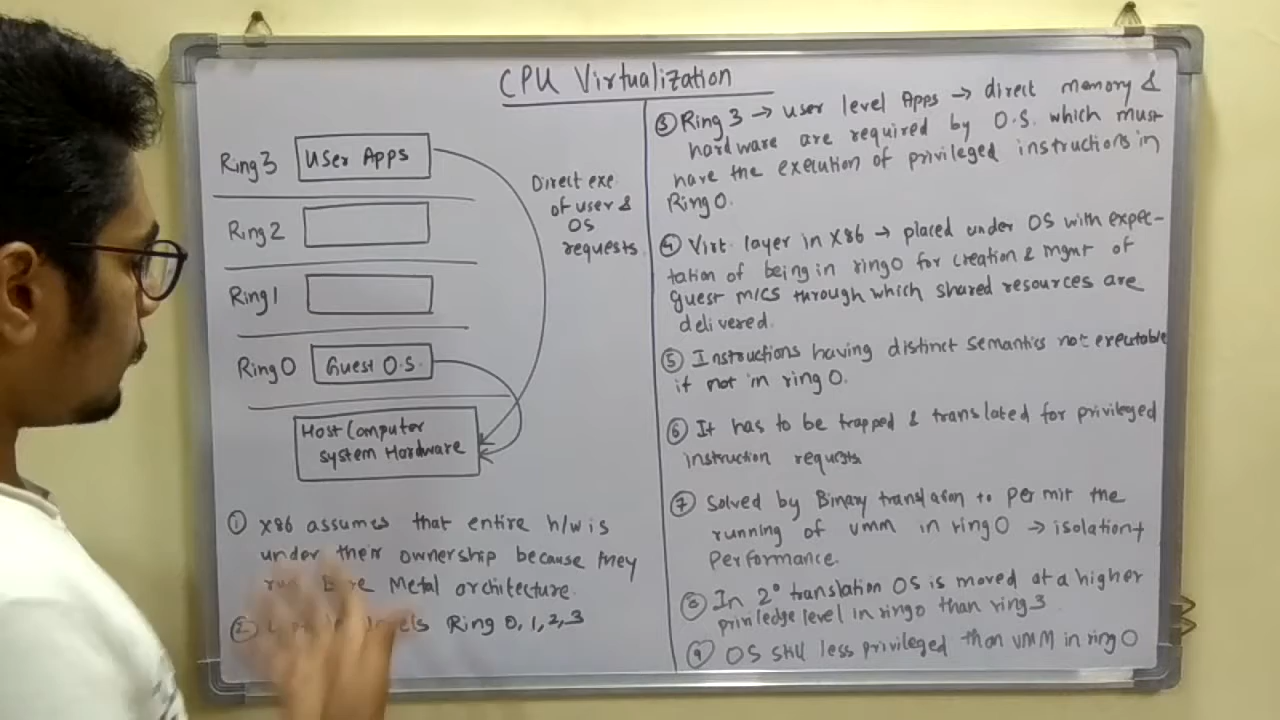 CPU Virtualization
Ring 3 User Apps
Ring 2
Ring 1
Ring 0 Guest O.S.
Host Computer
system Hardware
Direct exe.
of user &
OS
requests
① X86 assumes that entire h/w is
under their ownership because they
run Metal architecture.
② Ring 0, 1, 2, 3
③ Ring 3 → user level Apps → direct memory &
hardware are required by O.S. which must
have the execution of privileged instructions in
Ring 0.
④ Virt. layer in X86 → placed under OS with expec-
tation of being in ring 0 for creation & mgmt of
guest m/cs through which shared resources are
delivered.
⑤ Instructions having distinct semantics not executable
if not in ring 0.
⑥ It has to be trapped & translated for privileged
instruction requests
⑦ Solved by Binary to permit the
running of VMM in ring 0 → isolation +
Performance.
⑧ In 2° translation OS is moved at a higher
priviledge level in ring 0 than ring 3
⑨ OS still less privileged than VMM in ring 0